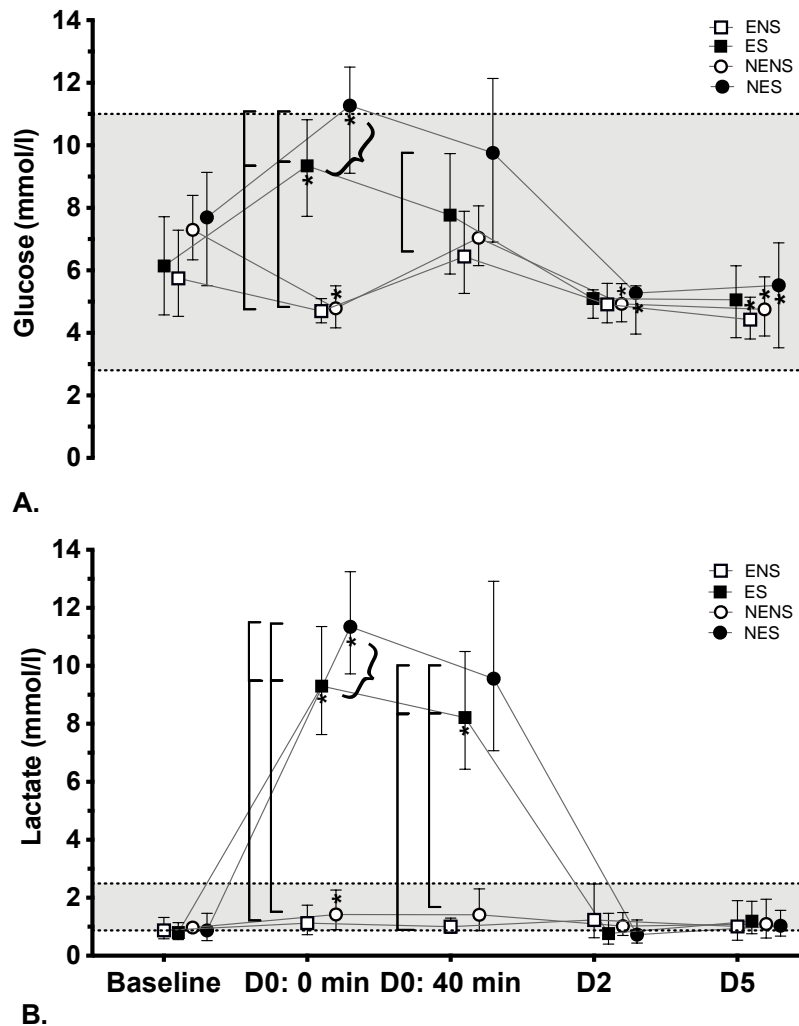 14
12
10
8
6
4
2
0
Glucose (mmol/l)
ENS
ES
NENS
NES
*
*
*
*
*
*
*
*
A.
14
12
10
8
6
4
2
0
Lactate (mmol/l)
ENS
ES
NENS
NES
*
*
*
*
Baseline D0: 0 min D0: 40 min D2 D5
B.